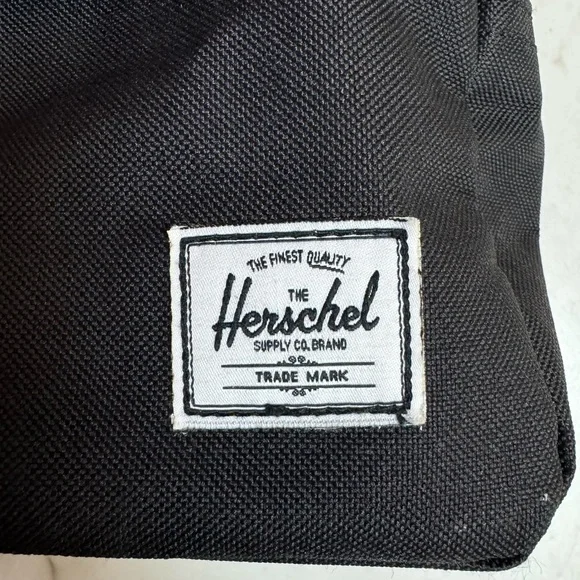 THE FINEST QUALITY
THE
Herschel
SUPPLY CO. BRAND
TRADE MARK